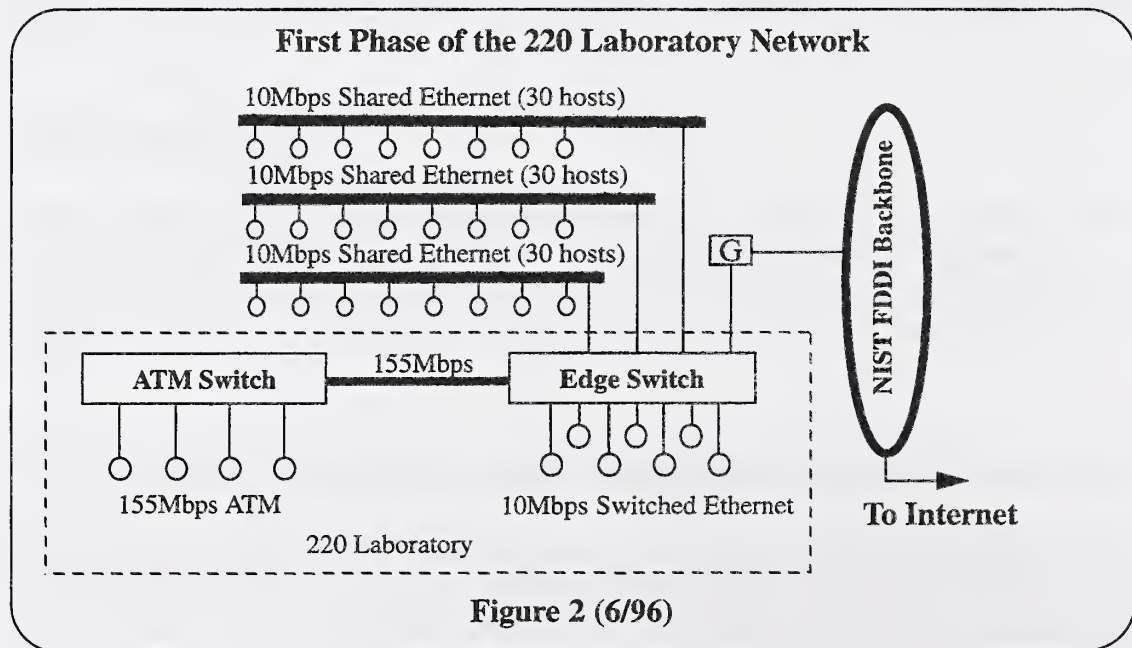 First Phase of the 220 Laboratory Network
10Mbps Shared Ethernet (30 hosts)
10Mbps Shared Ethernet (30 hosts)
10Mbps Shared Ethernet (30 hosts)
G
NIST FDDI Backbone
155Mbps
ATM Switch
Edge Switch
155Mbps ATM
10Mbps Switched Ethernet
To Internet
220 Laboratory
Figure 2 (6/96)